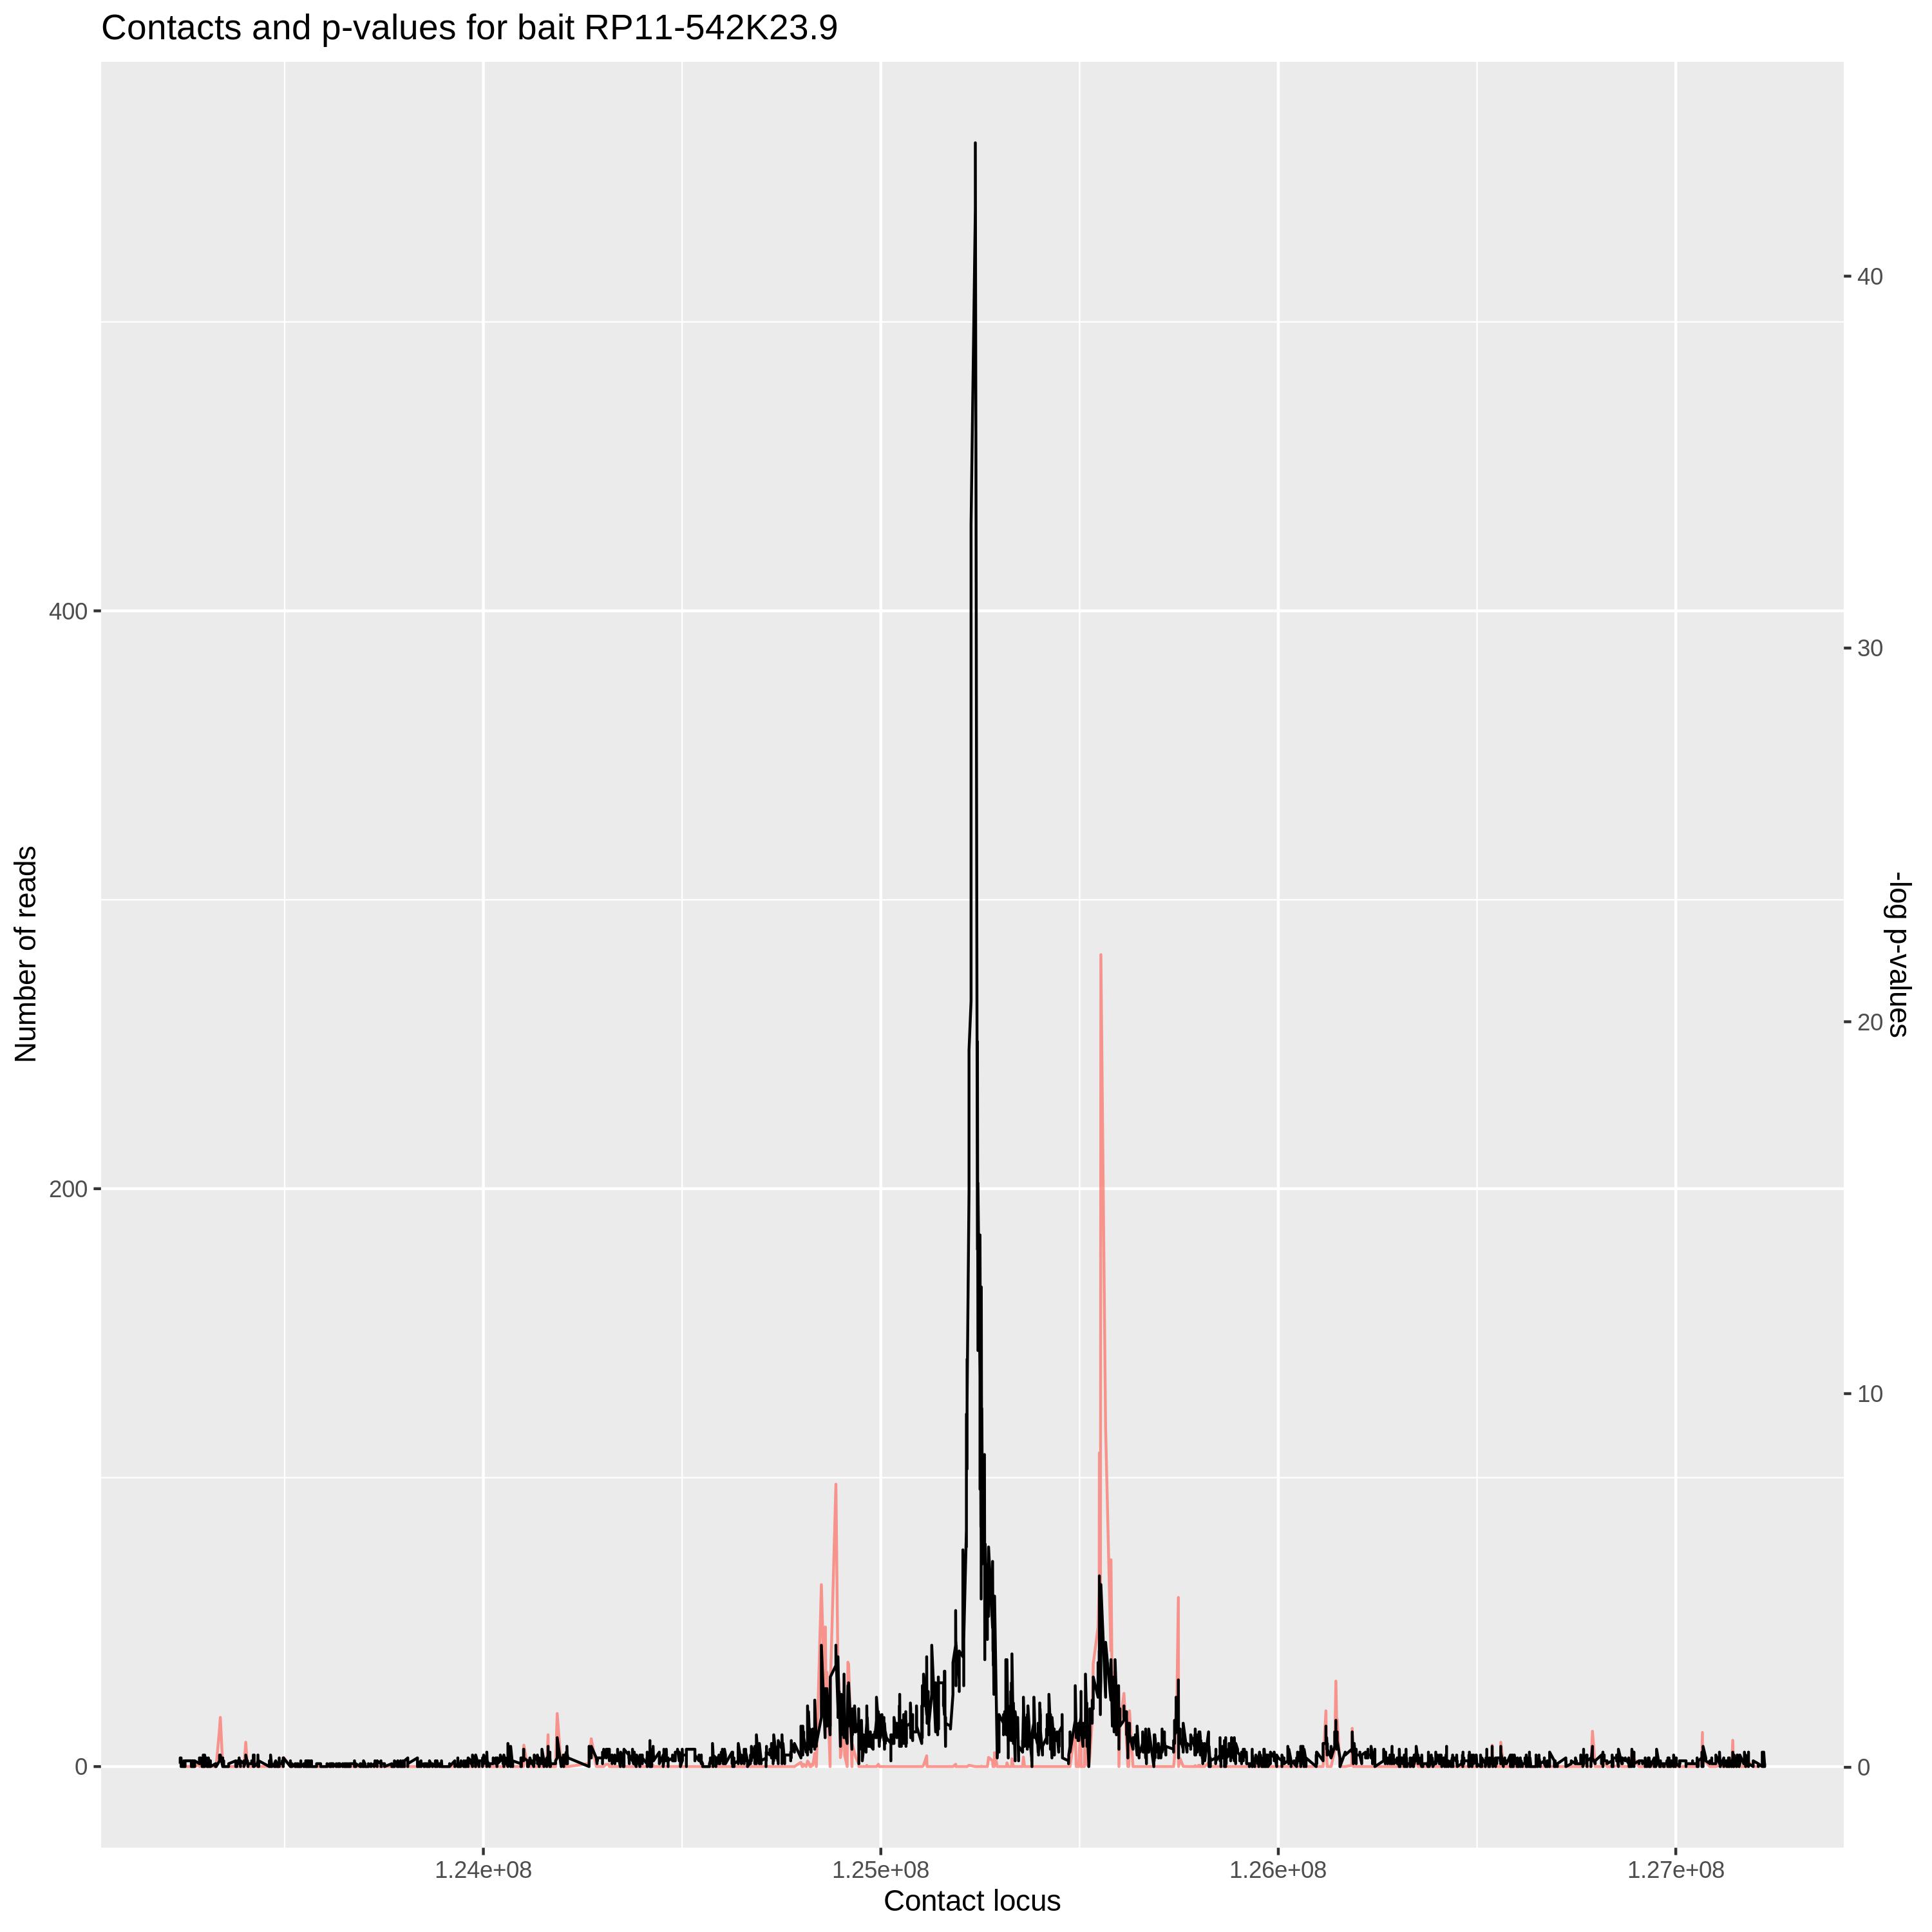 Contacts and p-values for bait RP11-542K23.9
Number of reads
400
200
0
40
30
20
10
0
-log p-values
1.24e+08
1.25e+08
1.26e+08
1.27e+08
Contact locus